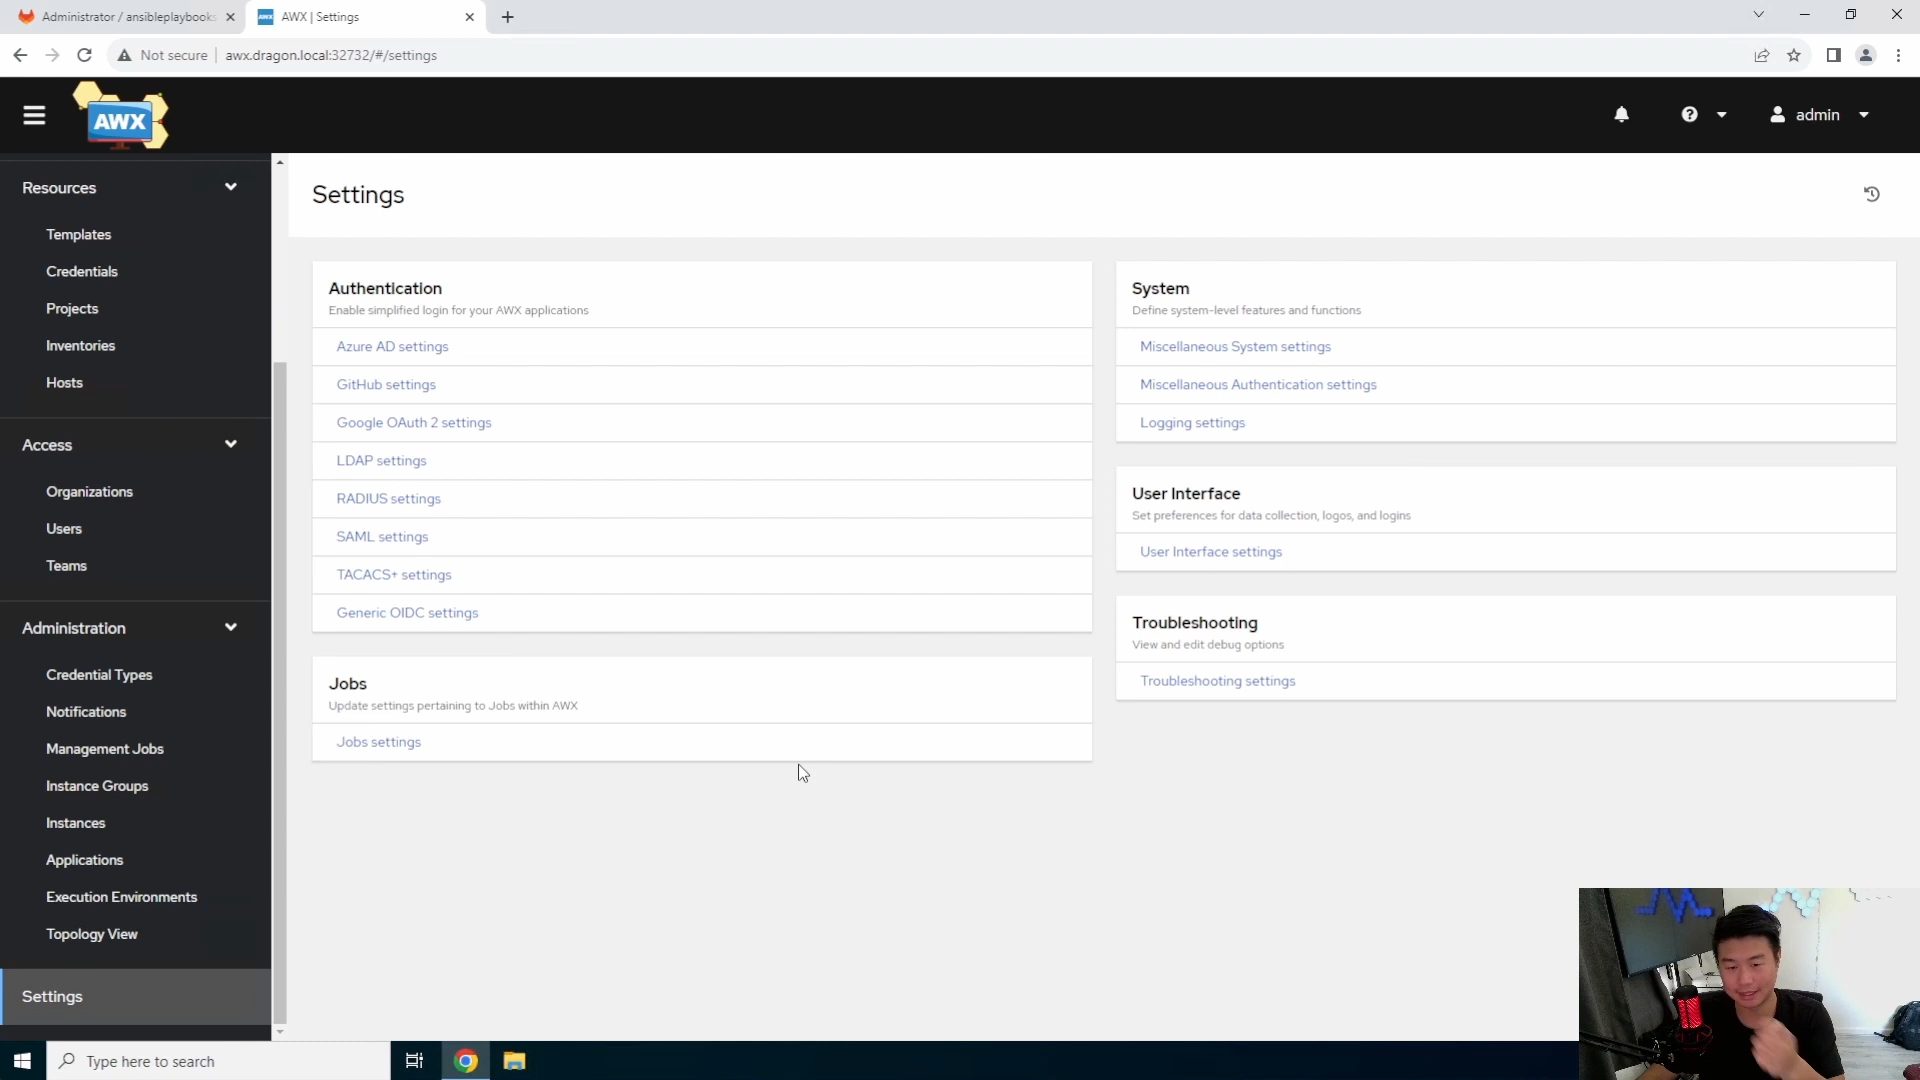 Administrator / ansibleplaybooks
AWX | Settings
Not secure
awx.dragon.local:32732/#/settings
AWX
admin
Resources
Templates
Credentials
Projects
Inventories
Hosts
Access
Organizations
Users
Teams
Administration
Credential Types
Notifications
Management Jobs
Instance Groups
Instances
Applications
Execution Environments
Topology View
Settings
Settings
Authentication
Enable simplified login for your AWX applications
Azure AD settings
GitHub settings
Google OAuth 2 settings
LDAP settings
RADIUS settings
SAML settings
TACACS+ settings
Generic OIDC settings
Jobs
Update settings pertaining to Jobs within AWX
Jobs settings
System
Define system-level features and functions
Miscellaneous System settings
Miscellaneous Authentication settings
Logging settings
User Interface
Set preferences for data collection, logos, and logins
User Interface settings
Troubleshooting
View and edit debug options
Troubleshooting settings
Type here to search